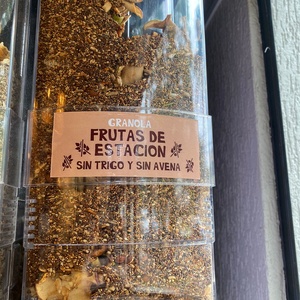 GRANOLA
FRUTAS DE
ESTACION
SIN TRIGO Y SIN AVENA